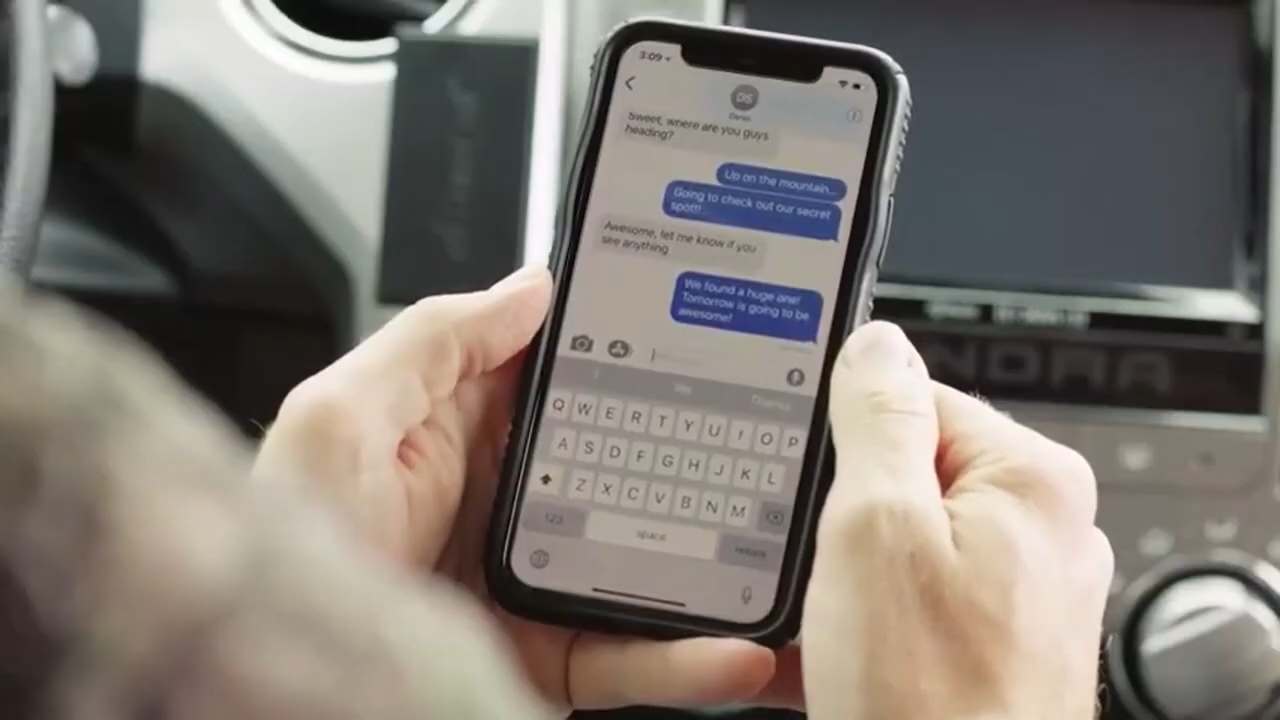 3:09
DS
Sweet, where are you guys
heading?
Up on the mountain...
Going to check out our secret
spot!!
Awesome, let me know if you
see anything
We found a huge one!
Tomorrow is going to be
awesome!
I
Thanks
Q W E R T Y U I O P
A S D F G H J K L
Z X C V B N M
123
space
return